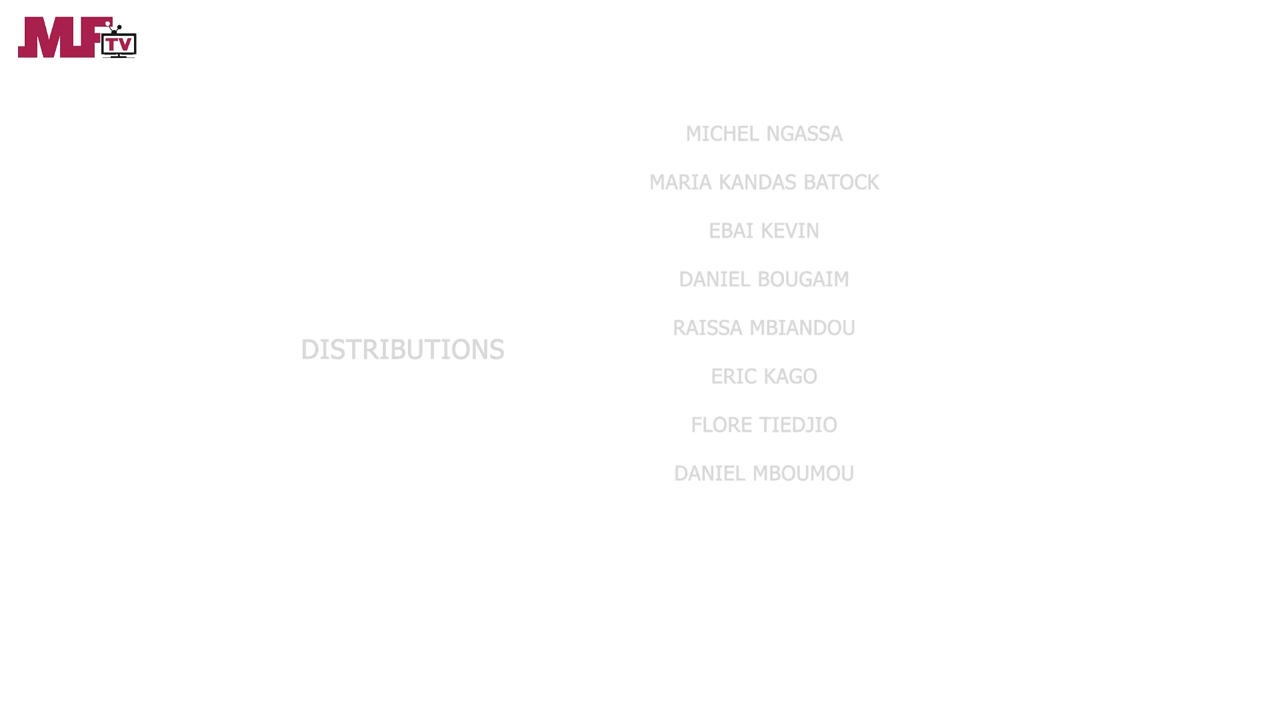 MF TV
MICHEL NGASSA
MARIA KANDAS BATOCK
EBAI KEVIN
DANIEL BOUGAIM
RAISSA MBIANDOU
DISTRIBUTIONS
ERIC KAGO
FLORE TIEDJIO
DANIEL MBOUMOU